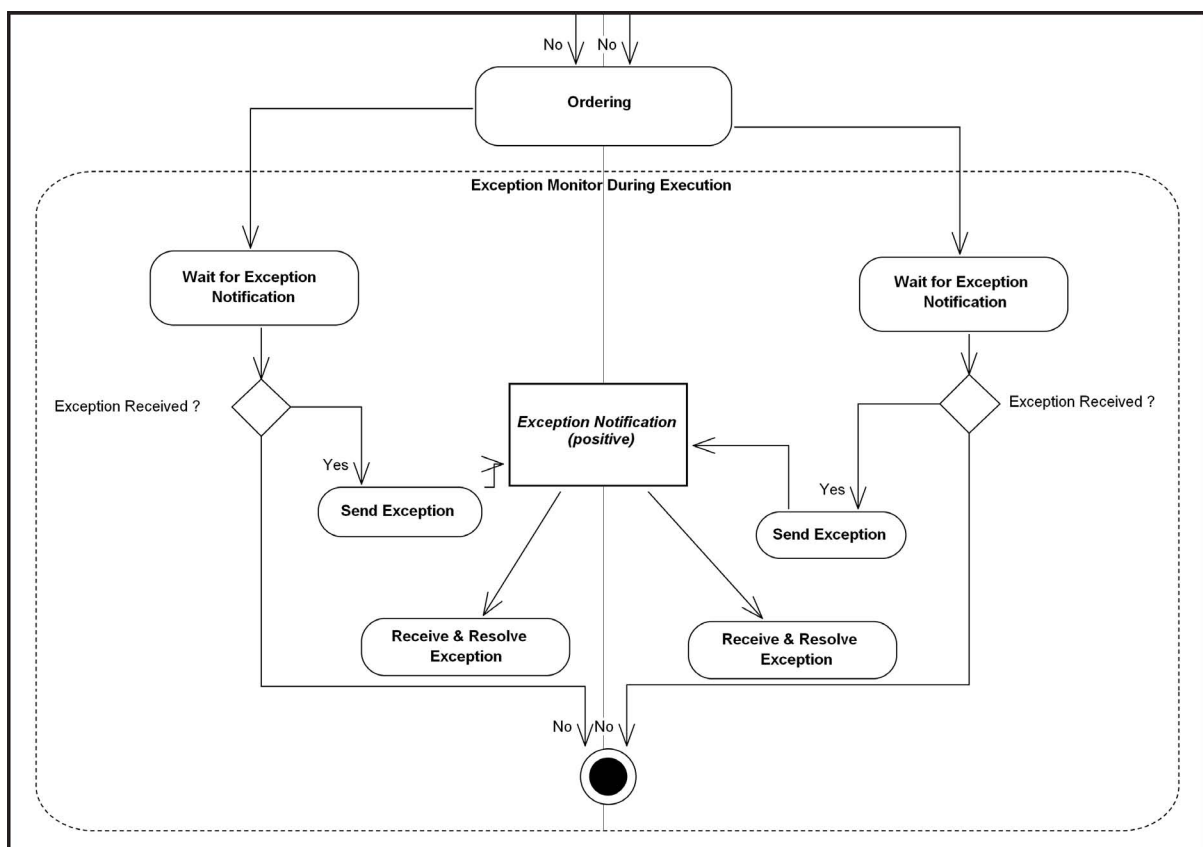 No No
Ordering
Exception Monitor During Execution
Wait for Exception
Notification
Wait for Exception
Notification
Exception Received ?
Exception Notification
(positive)
Exception Received ?
Yes
Send Exception
Yes
Send Exception
Receive & Resolve
Exception
Receive & Resolve
Exception
No No